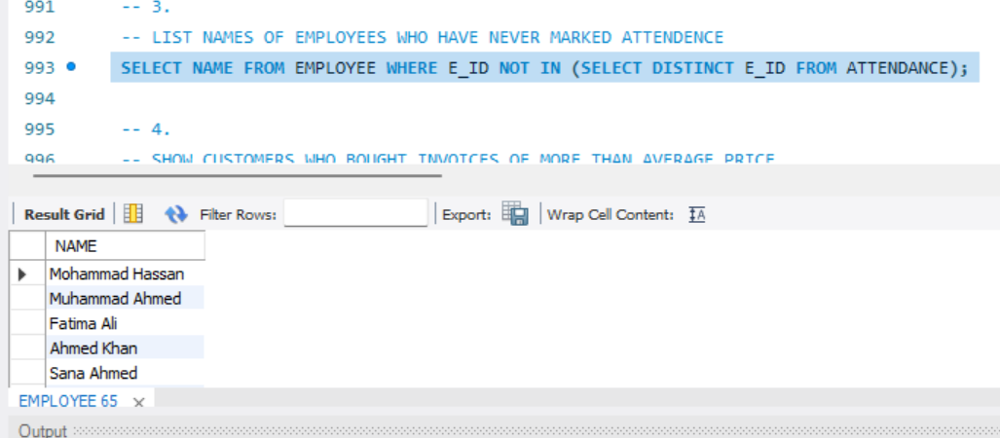 991 -- 3.
992 -- LIST NAMES OF EMPLOYEES WHO HAVE NEVER MARKED ATTENDENCE
993 SELECT NAME FROM EMPLOYEE WHERE E_ID NOT IN (SELECT DISTINCT E_ID FROM ATTENDANCE);
994
995 -- 4.
996 -- SHOW CUSTOMERS WHO BOUGHT INVOICES OF MORE THAN AVERAGE PRICE
Result Grid Filter Rows: Export: Wrap Cell Content: IA
NAME
Mohammad Hassan
Muhammad Ahmed
Fatima Ali
Ahmed Khan
Sana Ahmed
EMPLOYEE 65
Output